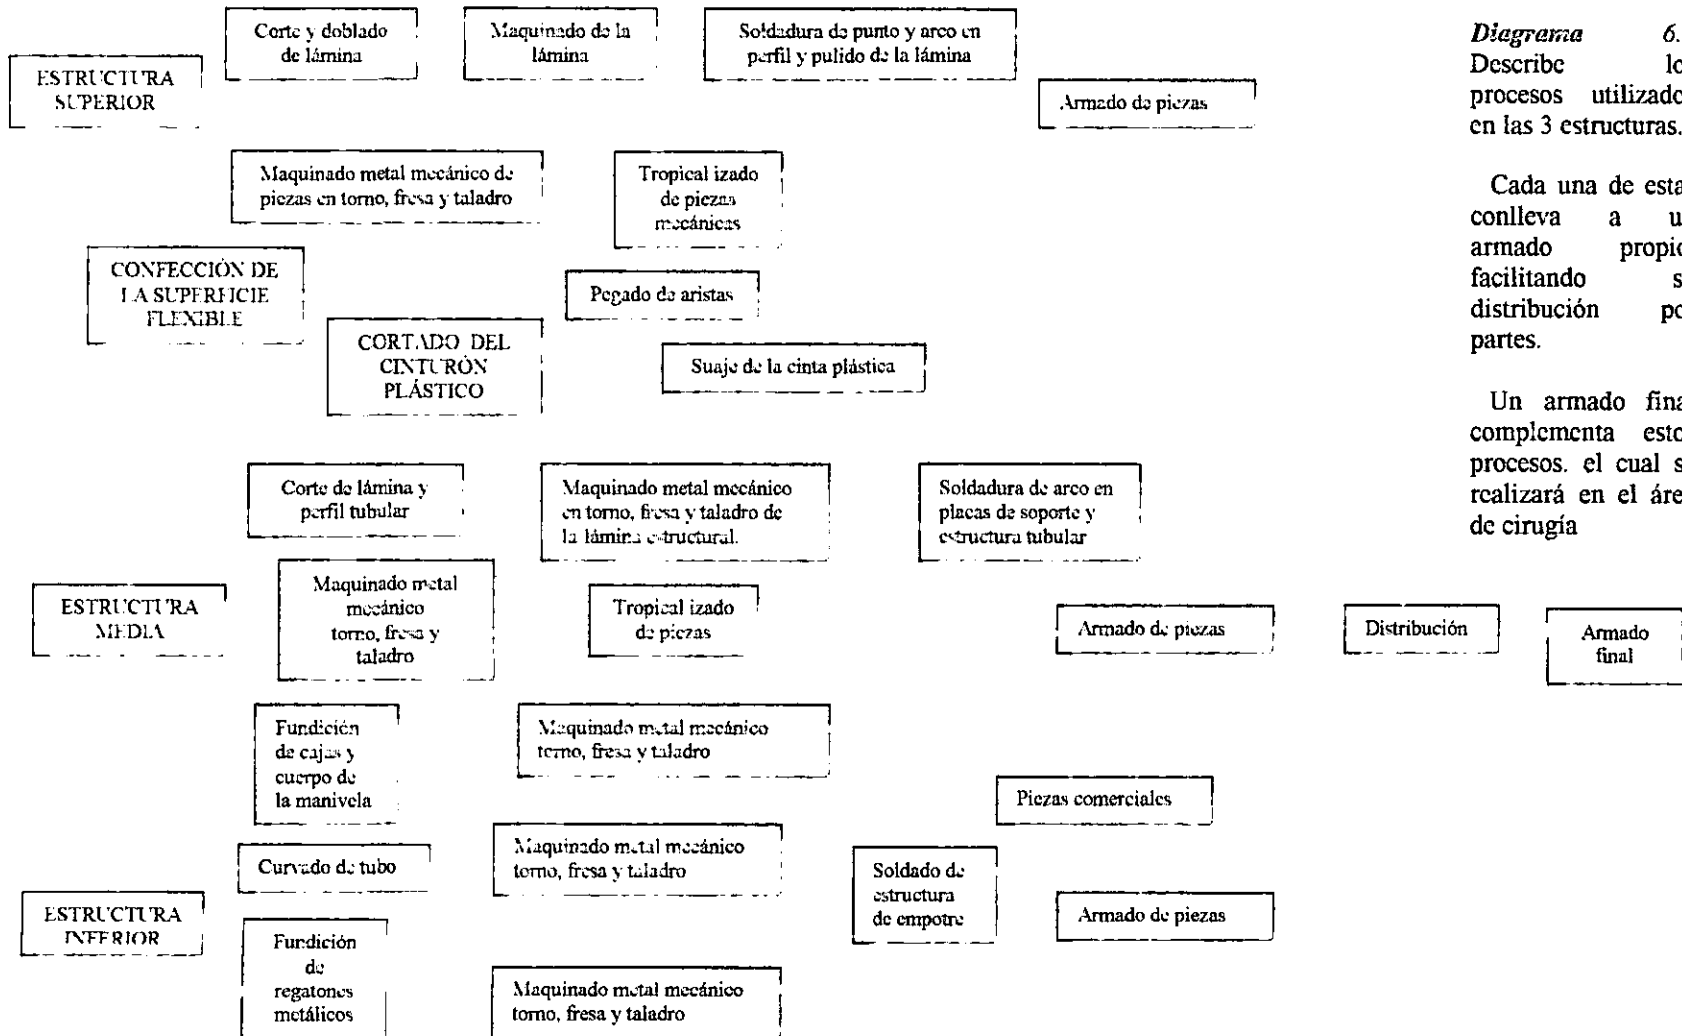 Corte y doblado
de lámina
Maquinado de la
lámina
Soldadura de punto y arco en
perfil y pulido de la lámina
ESTRUCTURA
SUPERIOR
Armado de piezas
Maquinado metal mecánico de
piezas en torno, fresa y taladro
Tropical izado
de piezas
mecánicas
CONFECCIÓN DE
LA SUPERFICIE
FLEXIBLE
Pegado de aristas
CORTADO DEL
CINTURÓN
PLÁSTICO
Suaje de la cinta plástica
Corte de lámina y
perfil tubular
Maquinado metal mecánico
en torno, fresa y taladro de
la lámina estructural.
Soldadura de arco en
placas de soporte y
estructura tubular
ESTRUCTURA
MEDIA
Maquinado metal
mecánico
torno, fresa y
taladro
Tropical izado
de piezas
Armado de piezas
Distribución
Armado
final
Fundición
de cajas y
cuerpo de
la manivela
Maquinado metal mecánico
torno, fresa y taladro
Piezas comerciales
Curvado de tubo
Maquinado metal mecánico
torno, fresa y taladro
Soldado de
estructura
de empotre
ESTRUCTURA
INFERIOR
Armado de piezas
Fundición
de
regatones
metálicos
Maquinado metal mecánico
torno, fresa y taladro
Diagrama 6.
Describe lo
procesos utilizado
en las 3 estructuras.
Cada una de esta
conlleva a u
armado propio
facilitando s
distribución po
partes.
Un armado fina
complementa esto
procesos. el cual s
realizará en el áre
de cirugía